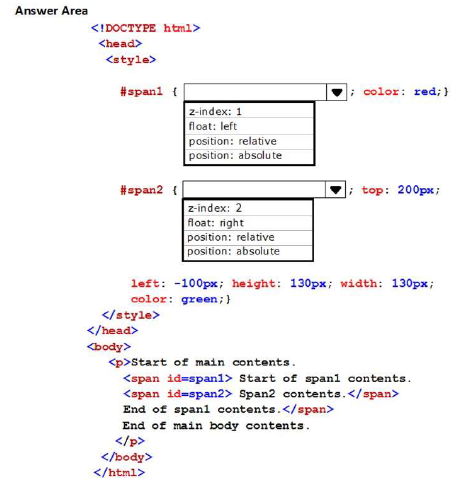 Answer Area
<!DOCTYPE html>
<head>
<style>
#span1 { ; color: red;}
z-index: 1
float: left
position: relative
position: absolute
#span2 { ; top: 200px;
z-index: 2
float: right
position: relative
position: absolute
left: -100px; height: 130px; width: 130px;
color: green;}
</style>
</head>
<body>
<p>Start of main contents.
<span id=span1> Start of span1 contents.
<span id=span2> Span2 contents.</span>
End of span1 contents.</span>
End of main body contents.
</p>
</body>
</html>